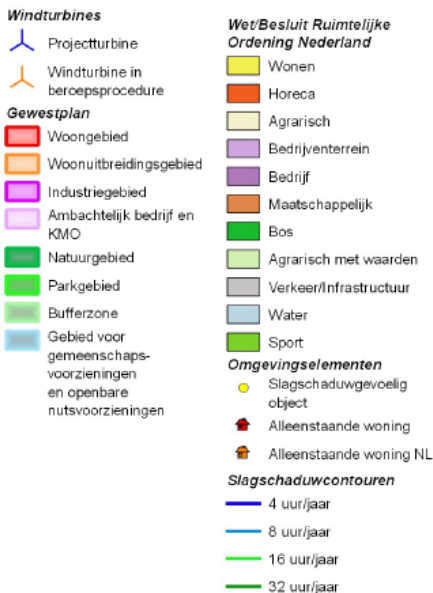 Windturbines
Projectturbine
Windturbine in
beroepsprocedure
Gewestplan
Woongebied
Woonuitbreidingsgebied
Industriegebied
Ambachtelijk bedrijf en
KMO
Natuurgebied
Parkgebied
Bufferzone
Gebied voor
gemeenschaps-
voorzieningen
en openbare
nutsvoorzieningen
Wet/Besluit Ruimtelijke
Ordening Nederland
Wonen
Horeca
Agrarisch
Bedrijventerrein
Bedrijf
Maatschappelijk
Bos
Agrarisch met waarden
Verkeer/Infrastructuur
Water
Sport
Omgevingselementen
Slagschaduwgevoelig
object
Alleenstaande woning
Alleenstaande woning NL
Slagschaduwcontouren
4 uur/jaar
8 uur/jaar
16 uur/jaar
32 uur/jaar